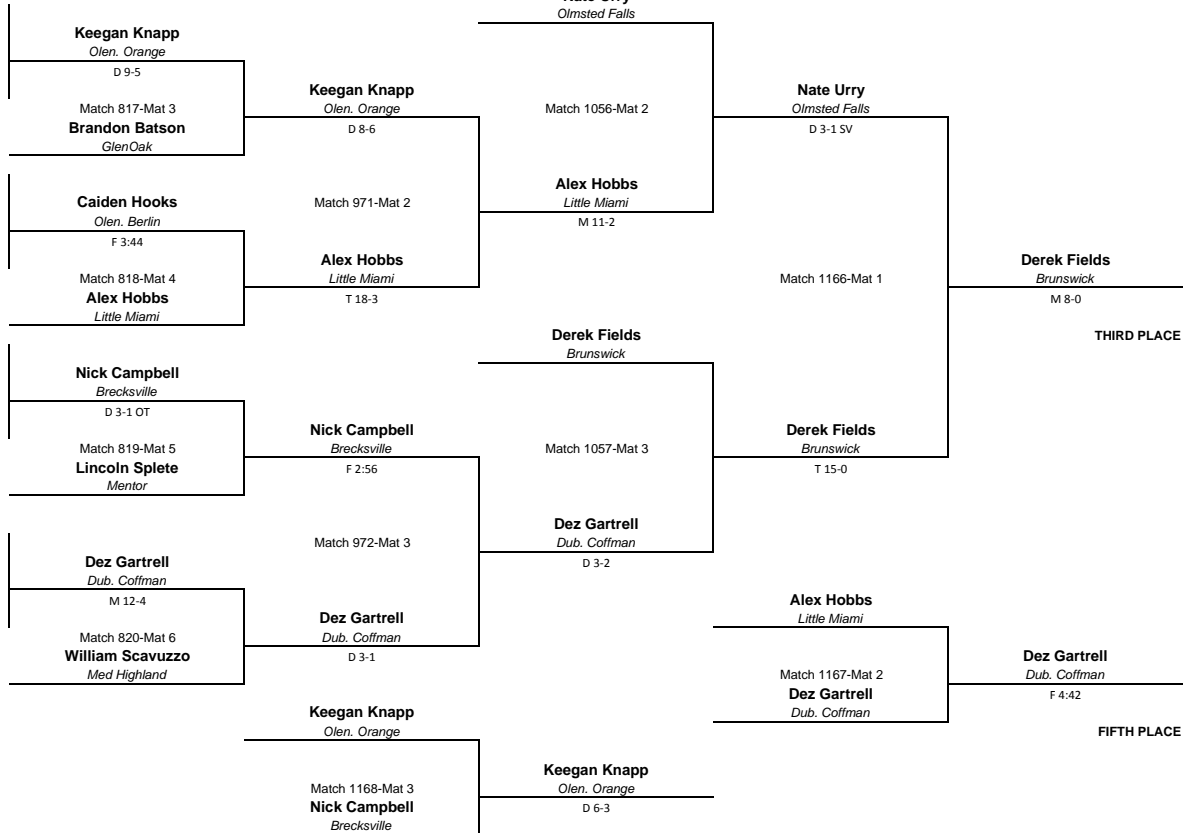 Nate Urry
Olmsted Falls
Keegan Knapp
Olen. Orange
D 9-5
Match 817-Mat 3
Brandon Batson
GlenOak
Keegan Knapp
Olen. Orange
D 8-6
Match 1056-Mat 2
Nate Urry
Olmsted Falls
D 3-1 SV
Caiden Hooks
Olen. Berlin
F 3:44
Match 818-Mat 4
Alex Hobbs
Little Miami
Match 971-Mat 2
Alex Hobbs
Little Miami
T 18-3
Alex Hobbs
Little Miami
M 11-2
Match 1166-Mat 1
Derek Fields
Brunswick
M 8-0
THIRD PLACE
Nick Campbell
Brecksville
D 3-1 OT
Match 819-Mat 5
Lincoln Splete
Mentor
Nick Campbell
Brecksville
F 2:56
Derek Fields
Brunswick
Match 1057-Mat 3
Derek Fields
Brunswick
T 15-0
Dez Gartrell
Dub. Coffman
M 12-4
Match 820-Mat 6
William Scavuzzo
Med Highland
Match 972-Mat 3
Dez Gartrell
Dub. Coffman
D 3-1
Dez Gartrell
Dub. Coffman
D 3-2
Alex Hobbs
Little Miami
Match 1167-Mat 2
Dez Gartrell
Dub. Coffman
Dez Gartrell
Dub. Coffman
F 4:42
FIFTH PLACE
Keegan Knapp
Olen. Orange
Match 1168-Mat 3
Nick Campbell
Brecksville
Keegan Knapp
Olen. Orange
D 6-3